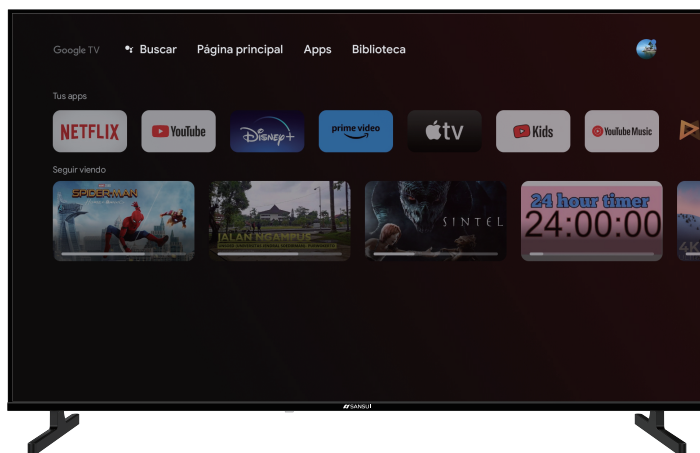 Google TV
Buscar
Página principal
Apps
Biblioteca
Tus apps
NETFLIX
YouTube
Disney+
prime video
tv
Kids
YouTube Music
Seguir viendo
SPIDER-MAN
JALAN NGAMPUS
SINTEL
24 hour timer
24:00:00
4K
SANSUI